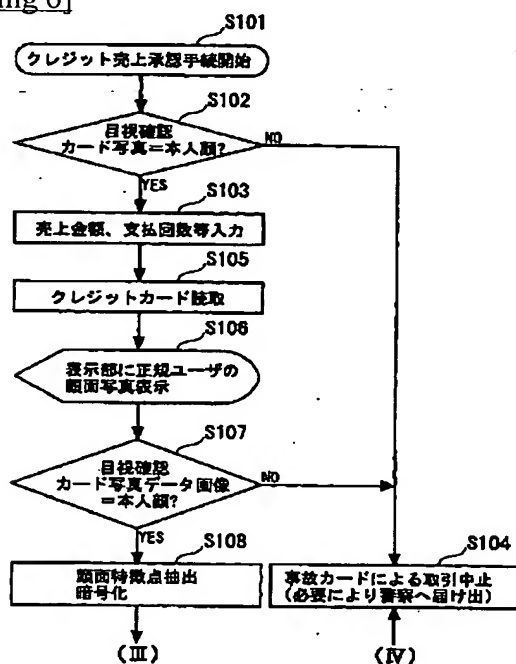 ing 6]
S101
クレジット売上承認手続開始
S102
目視確認
カード写真=本人顔?
NO
YES
S103
売上金額、支払回数等入力
S105
クレジットカード読取
S106
表示部に正規ユーザの
顔面写真表示
S107
目視確認
カード写真データ画像
=本人顔?
NO
YES
S108
顔面特徴点抽出
暗号化
S104
事故カードによる取引中止
(必要により警察へ届け出)
(III)
(IV)